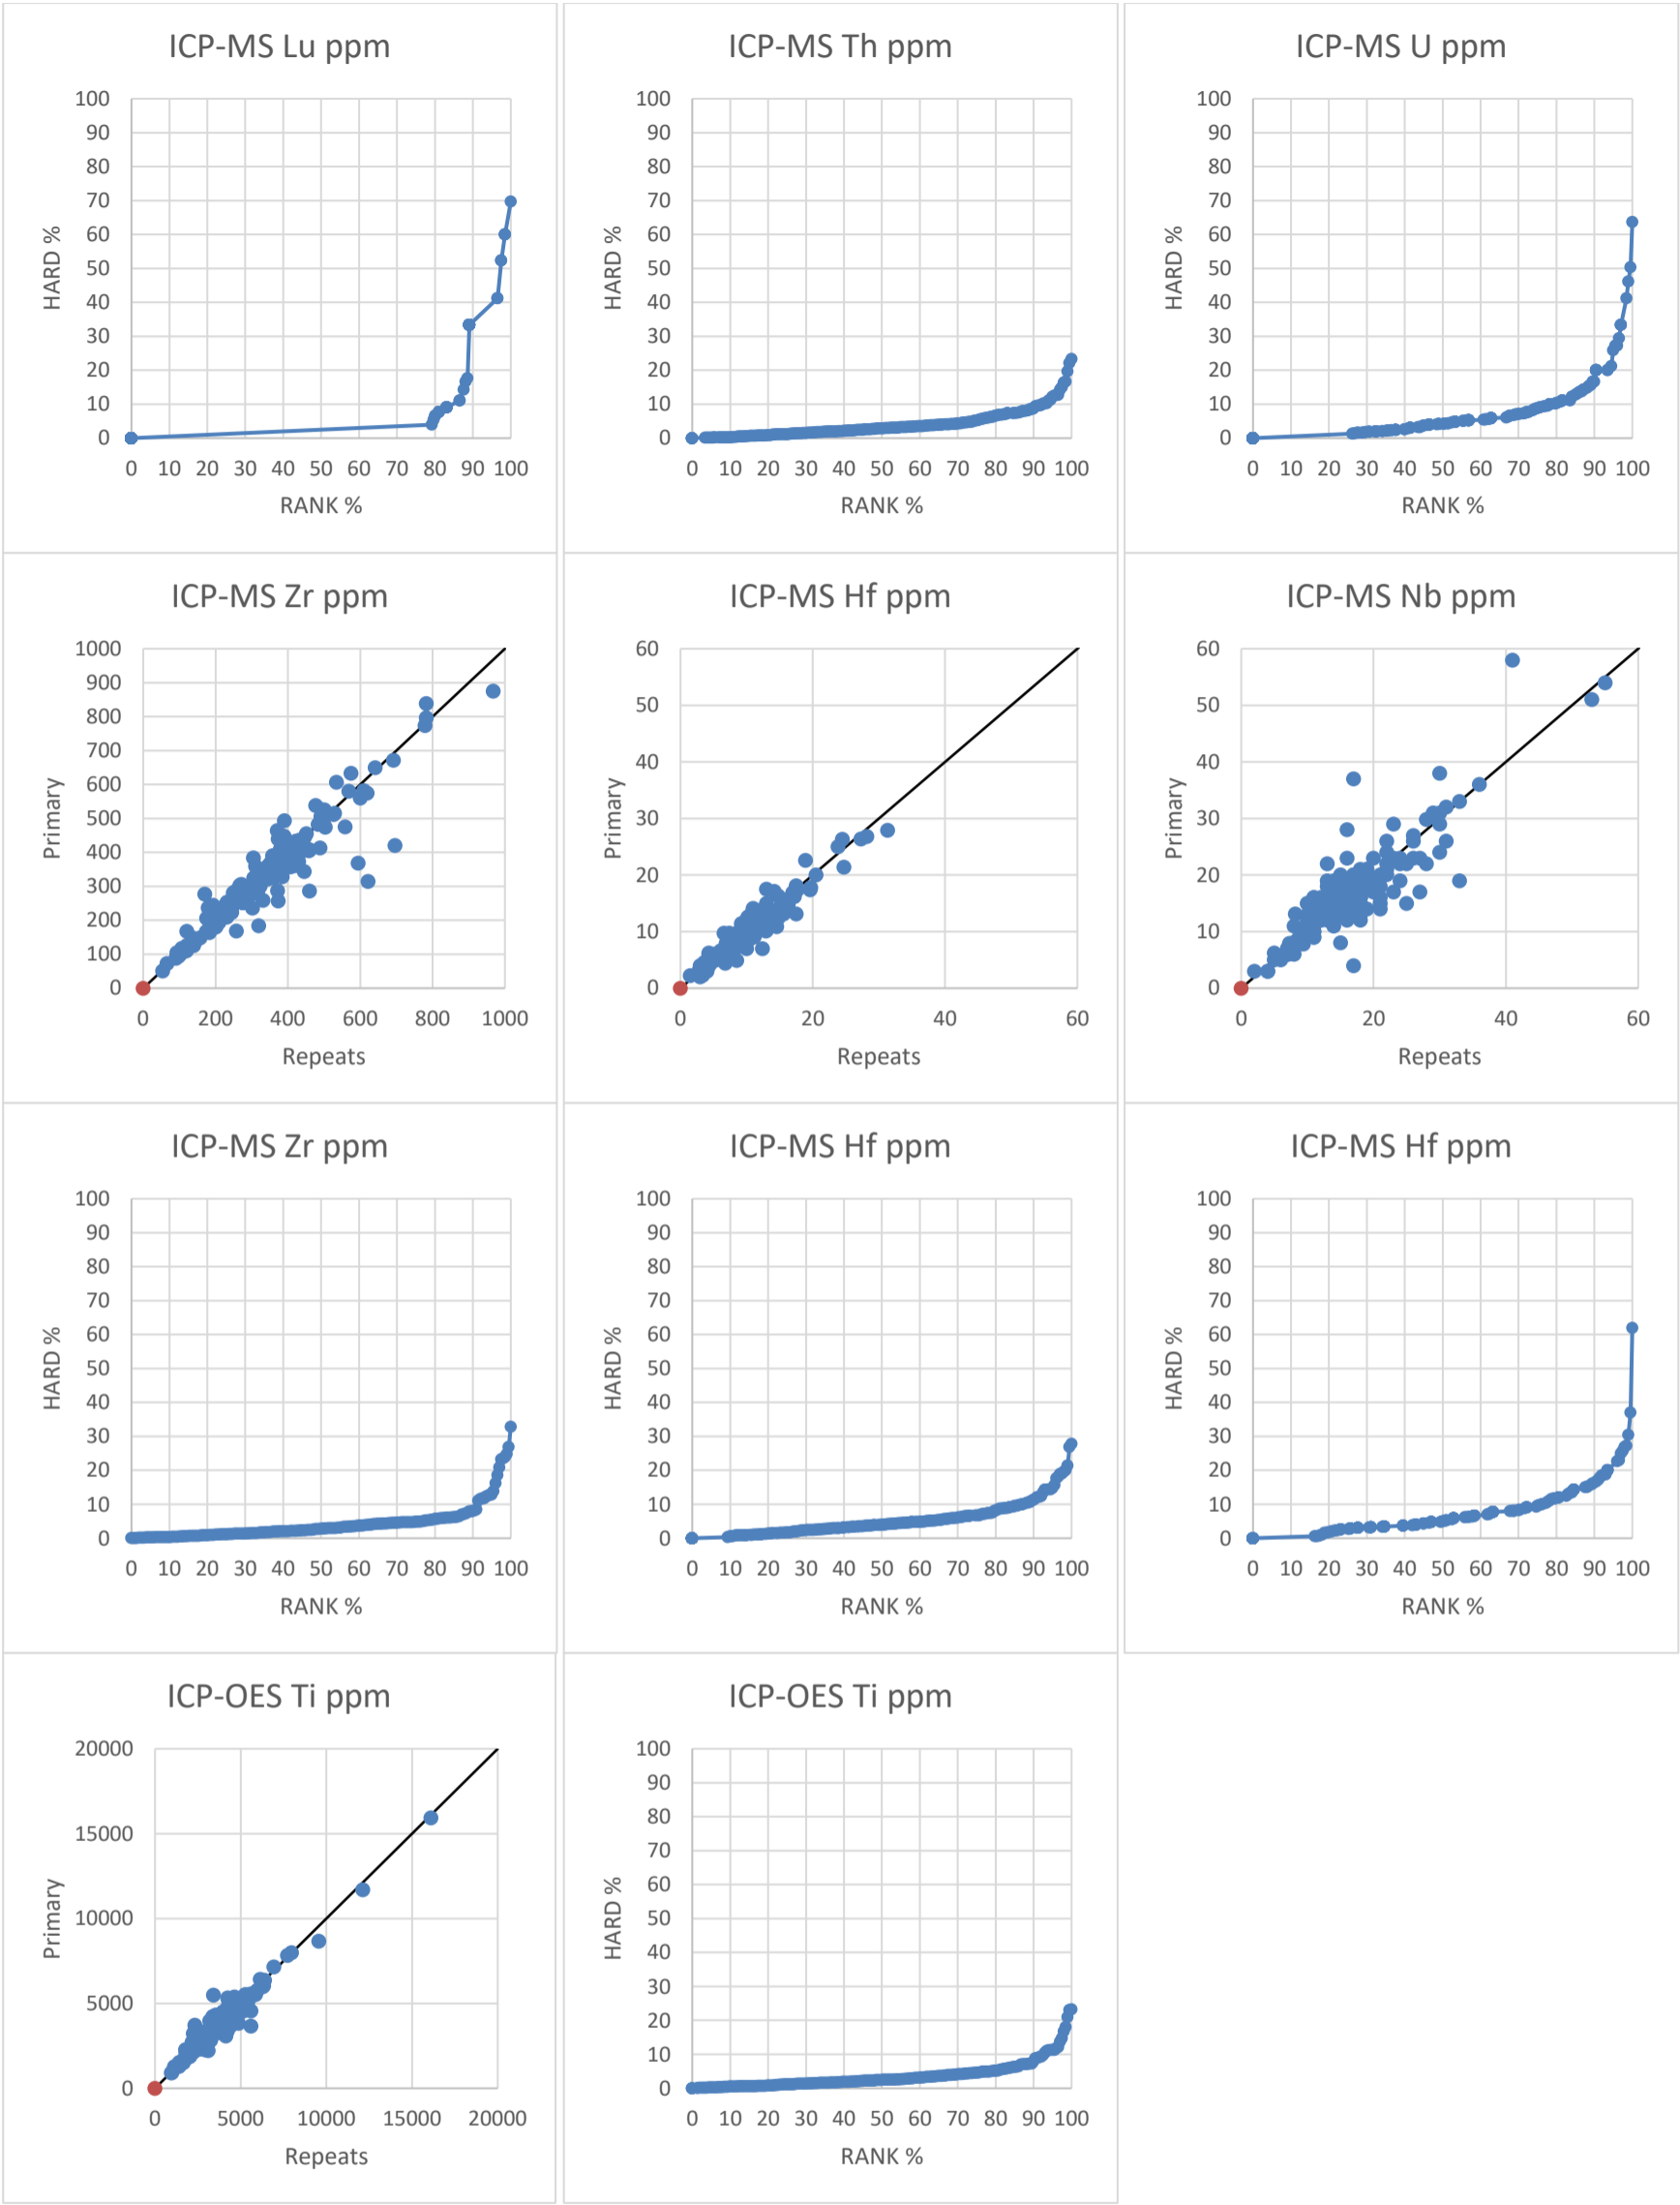 ICP-MS Lu ppm
100
90
80
70
60
50
40
30
20
10
0
HARD %
0 10 20 30 40 50 60 70 80 90 100
RANK %
ICP-MS Th ppm
100
90
80
70
60
50
40
30
20
10
0
HARD %
0 10 20 30 40 50 60 70 80 90 100
RANK %
ICP-MS U ppm
100
90
80
70
60
50
40
30
20
10
0
HARD %
0 10 20 30 40 50 60 70 80 90 100
RANK %
ICP-MS Zr ppm
1000
900
800
700
600
500
400
300
200
100
0
Primary
0 200 400 600 800 1000
Repeats
ICP-MS Hf ppm
60
50
40
30
20
10
0
Primary
0 20 40 60
Repeats
ICP-MS Nb ppm
60
50
40
30
20
10
0
Primary
0 20 40 60
Repeats
ICP-MS Zr ppm
100
90
80
70
60
50
40
30
20
10
0
HARD %
0 10 20 30 40 50 60 70 80 90 100
RANK %
ICP-MS Hf ppm
100
90
80
70
60
50
40
30
20
10
0
HARD %
0 10 20 30 40 50 60 70 80 90 100
RANK %
ICP-MS Hf ppm
100
90
80
70
60
50
40
30
20
10
0
HARD %
0 10 20 30 40 50 60 70 80 90 100
RANK %
ICP-OES Ti ppm
20000
15000
10000
5000
0
Primary
0 5000 10000 15000 20000
Repeats
ICP-OES Ti ppm
100
90
80
70
60
50
40
30
20
10
0
HARD %
0 10 20 30 40 50 60 70 80 90 100
RANK %